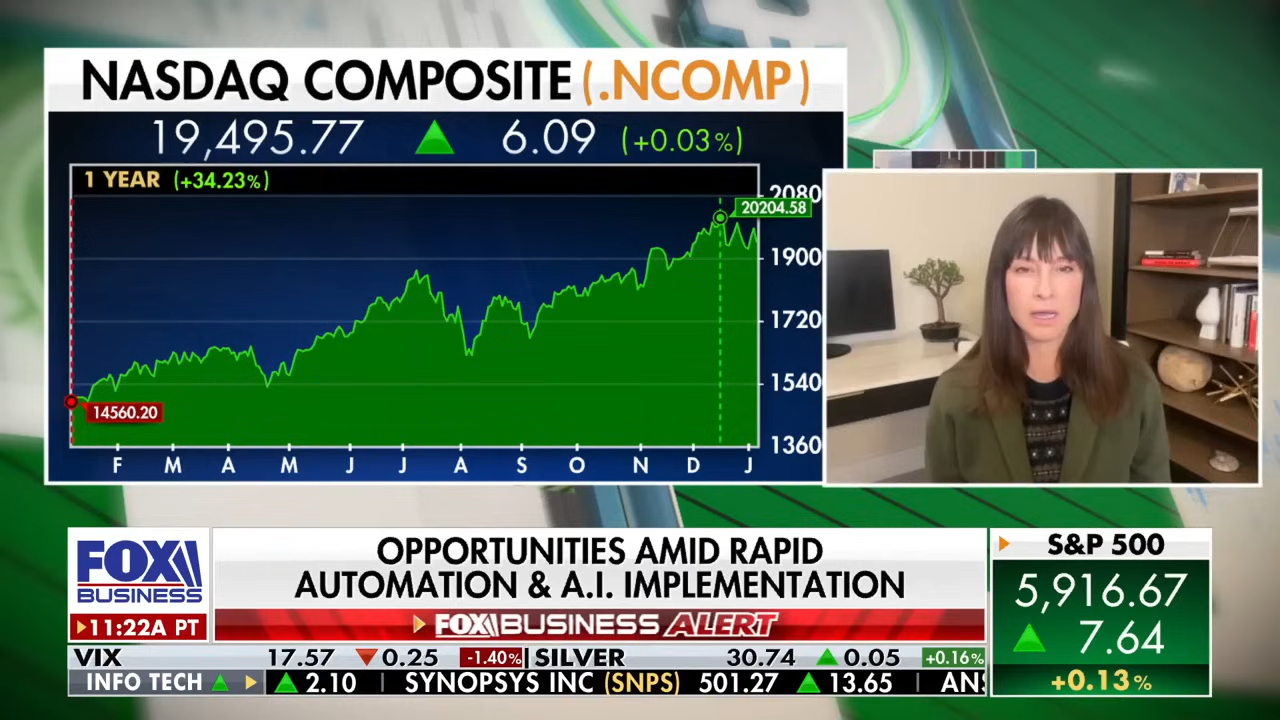 NASDAQ COMPOSITE (.NCOMP)
19,495.77 ▲ 6.09 (+0.03%)
1 YEAR (+34.23%)
2080
20204.58
1900
1720
1540
14560.20
1360
F M A M J J A S O N D J
FOX
BUSINESS
11:22A PT
OPPORTUNITIES AMID RAPID
AUTOMATION & A.I. IMPLEMENTATION
FOX BUSINESS ALERT
S&P 500
5,916.67
▲ 7.64
+0.13%
VIX 17.57 ▼ 0.25 -1.40% SILVER 30.74 ▲ 0.05 +0.16%
INFO TECH ▲ ▲ 2.10 | SYNOPSYS INC (SNPS) 501.27 ▲ 13.65 | ANS